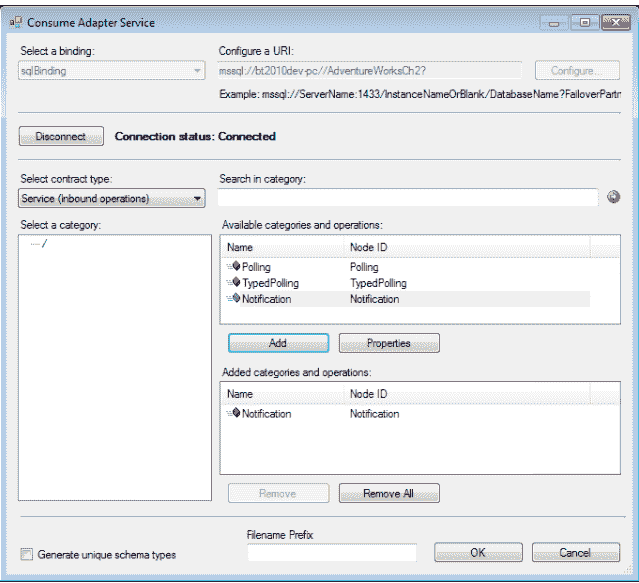 Consume Adapter Service
Select a binding:
Configure a URI:
sqlBinding
mssql://bt2010dev-pc//AdventureWorksCh2?
Configure...
Example: mssql://ServerName:1433/InstanceNameOrBlank/DatabaseName?FailoverPartn
Disconnect
Connection status: Connected
Select contract type:
Search in category:
Service (inbound operations)
Select a category:
Available categories and operations:
/
Name Node ID
Polling Polling
TypedPolling TypedPolling
Notification Notification
Add
Properties
Added categories and operations:
Name Node ID
Notification Notification
Remove
Remove All
Filename Prefix
Generate unique schema types
OK
Cancel